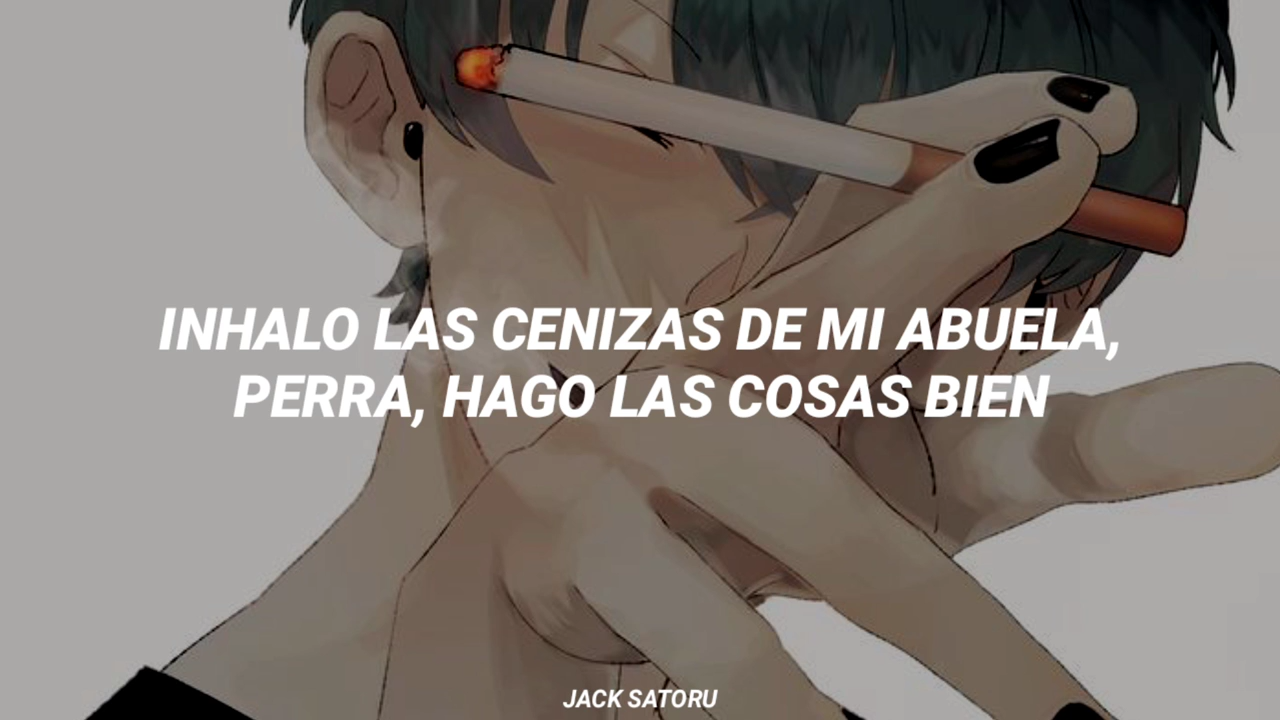 INHALO LAS CENIZAS DE MI ABUELA,
PERRA, HAGO LAS COSAS BIEN
JACK SATORU